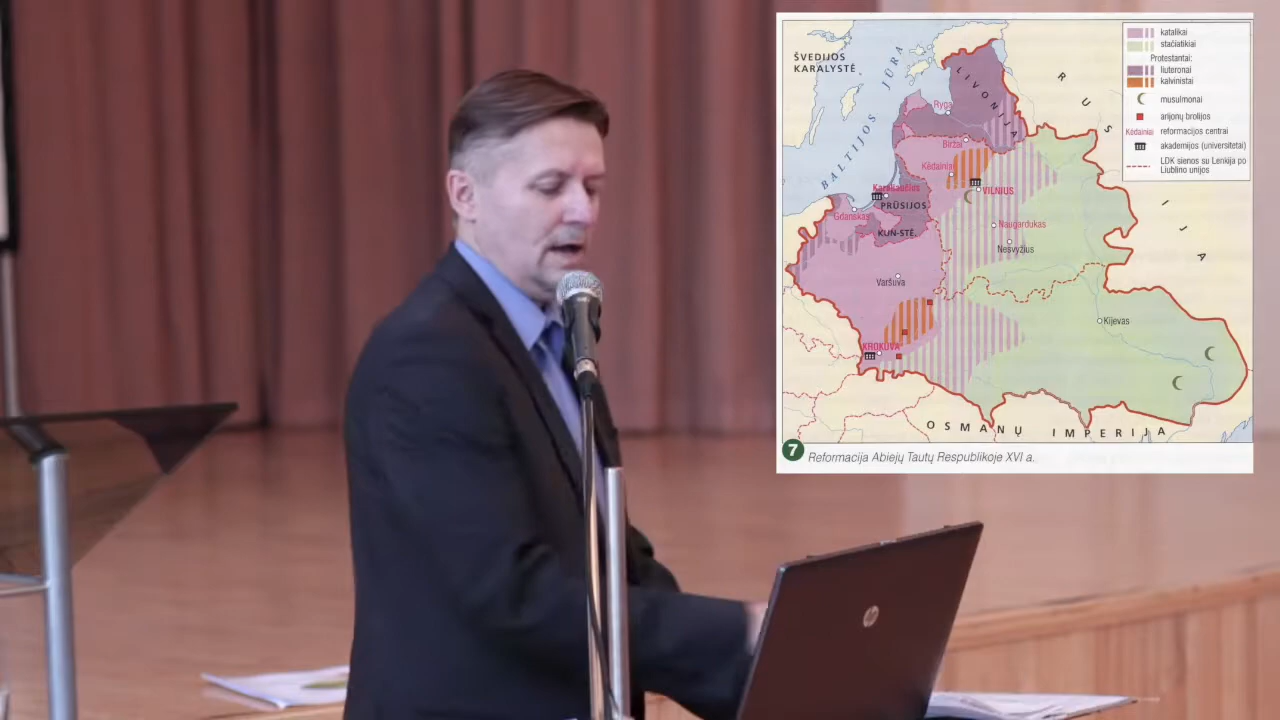 ŠVEDIJOS
KARALYSTĖ
BALTIJOS JŪRA
LIVONIJA
RUSIJA
Ryga
Biržai
Kėdainiai
Karaliaučius
VILNIUS
PRŪSIJOS
Gdanskas
KUN-STĖ.
Naugardukas
Nesvyžius
Varšuva
Kijevas
KROKUVA
OSMANŲ IMPERIJA
katalikai
stačiatikiai
Protestantai:
liuteronai
kalvinistai
musulmonai
arijonų brolijos
Kėdainiai reformacijos centrai
akademijos (universitetai)
LDK sienos su Lenkija po
Liublino unijos
7 Reformacija Abiejų Tautų Respublikoje XVI a.
hp